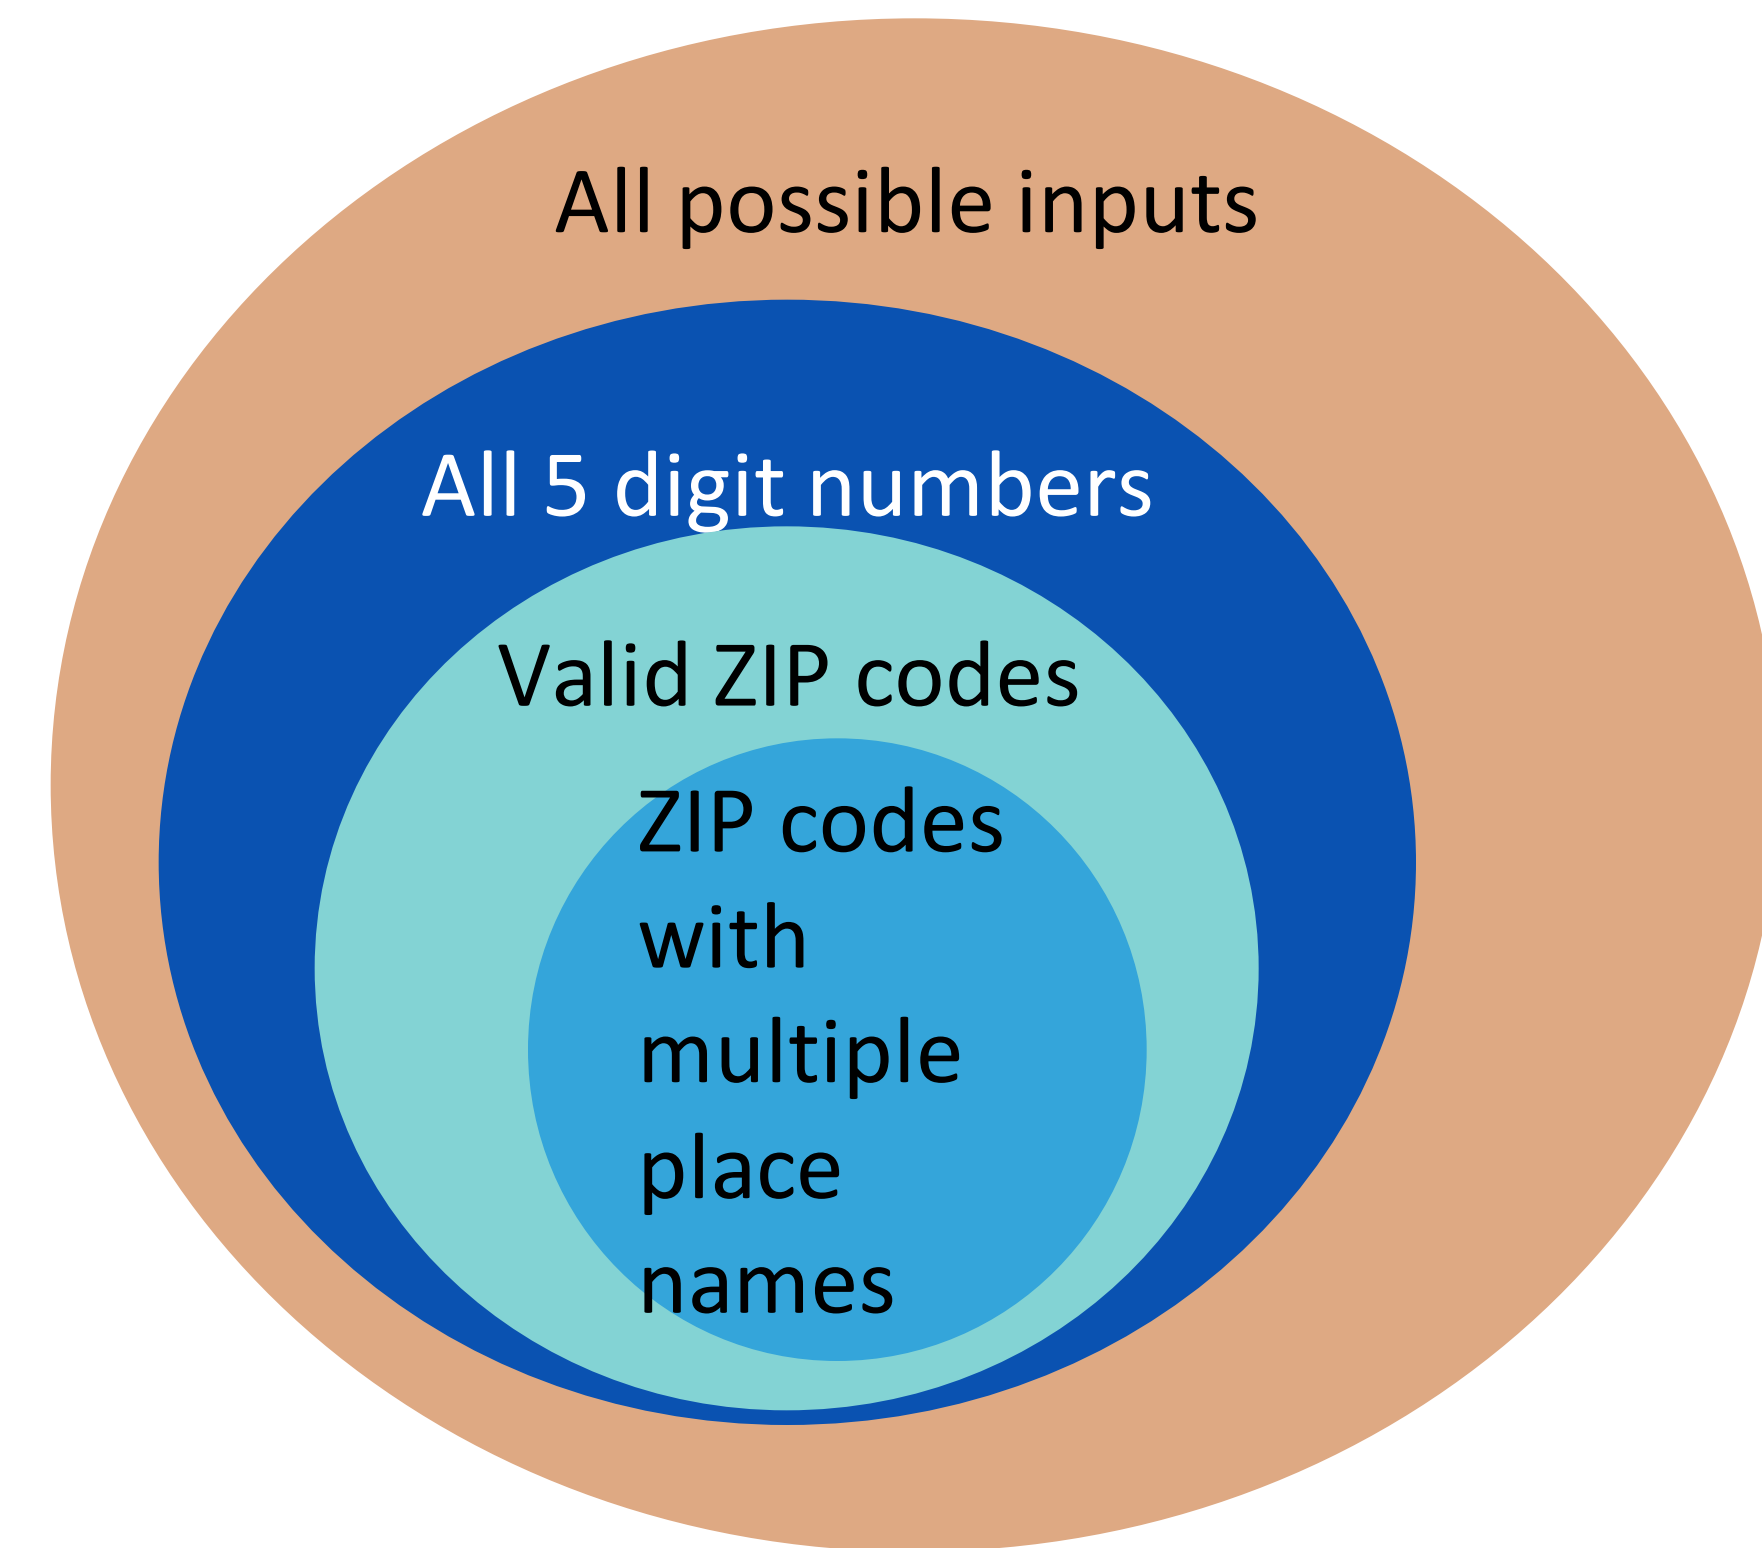 All possible inputs
All 5 digit numbers
Valid ZIP codes
ZIP codes
with
multiple
place
names